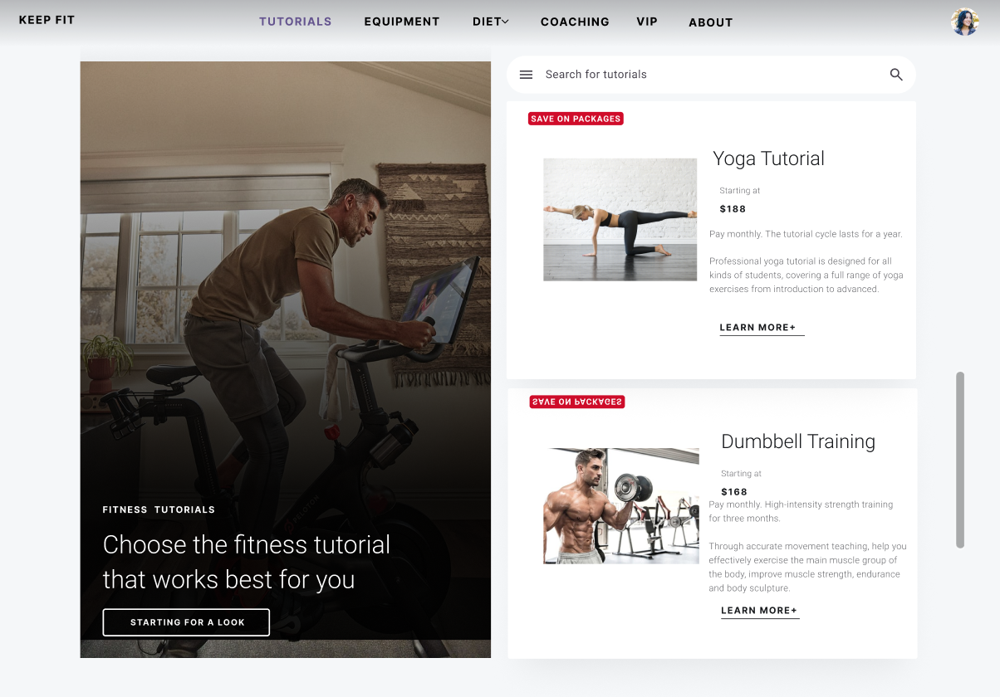 KEEP FIT
TUTORIALS
EQUIPMENT
DIET
COACHING
VIP
ABOUT
FITNESS TUTORIALS
Choose the fitness tutorial
that works best for you
STARTING FOR A LOOK
Search for tutorials
SAVE ON PACKAGES
Yoga Tutorial
Starting at
$188
Pay monthly. The tutorial cycle lasts for a year.
Professional yoga tutorial is designed for all
kinds of students, covering a full range of yoga
exercises from introduction to advanced.
LEARN MORE+
SAVE ON PACKAGES
Dumbbell Training
Starting at
$168
Pay monthly. High-intensity strength training
for three months.
Through accurate movement teaching, help you
effectively exercise the main muscle group of
the body, improve muscle strength, endurance
and body sculpture.
LEARN MORE+